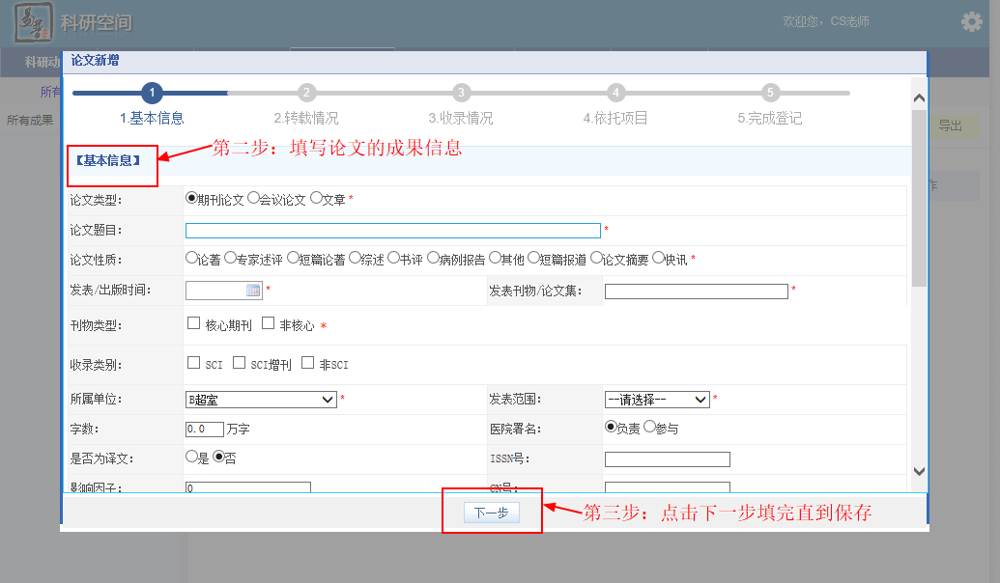 科研空间
欢迎您，CS老师
科研动
论文新增
所有
所有成果
导出
作
1 2 3 4 5
1.基本信息 2.转载情况 3.收录情况 4.依托项目 5.完成登记
第二步：填写论文的成果信息
【基本信息】
论文类型： 期刊论文 会议论文 文章 *
论文题目： *
论文性质： 论著 专家述评 短篇论著 综述 书评 病例报告 其他 短篇报道 论文摘要 快讯 *
发表/出版时间： * 发表刊物/论文集： *
刊物类型： 核心期刊 非核心 *
收录类别： SCI SCI增刊 非SCI
所属单位： B超室 * 发表范围： --请选择-- *
字数： 0.0 万字 医院署名： 负责 参与
是否为译文： 是 否 ISSN号：
影响因子： 0 CN号：
下一步
第三步：点击下一步填完直到保存